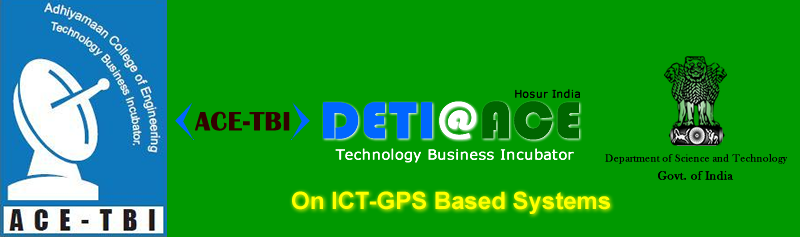 Adhiyamaan College of Engineering
Technology Business Incubator,
ACE-TBI
<ACE-TBI>
Hosur India
DETI@ACE
Technology Business Incubator
On ICT-GPS Based Systems
Department of Science and Technology
Govt. of India